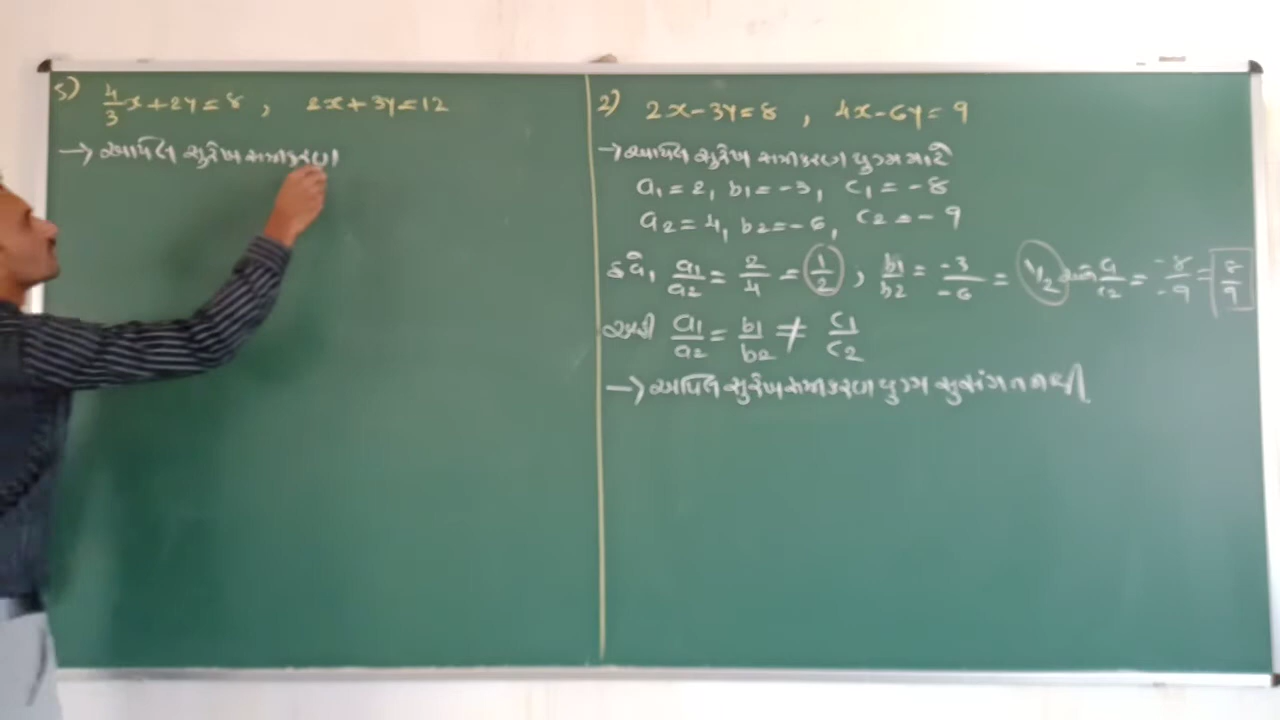 5) 4/3 x + 2y = 8 , 2x + 3y = 12
→ આપેલ સુરેખ સમીકરણ
2) 2x - 3y = 8 , 4x - 6y = 9
→ આપેલ સુરેખ સમીકરણ યુગ્મ માટે
a₁ = 2, b₁ = -3, c₁ = -8
a₂ = 4, b₂ = -6, c₂ = -9
હવે, a₁/a₂ = 2/4 = 1/2 , b₁/b₂ = -3/-6 = 1/2 અને c₁/c₂ = -8/-9 = 8/9
આમ a₁/a₂ = b₁/b₂ ≠ c₁/c₂
→ આપેલ સુરેખ સમીકરણ યુગ્મ સુસંગત નથી